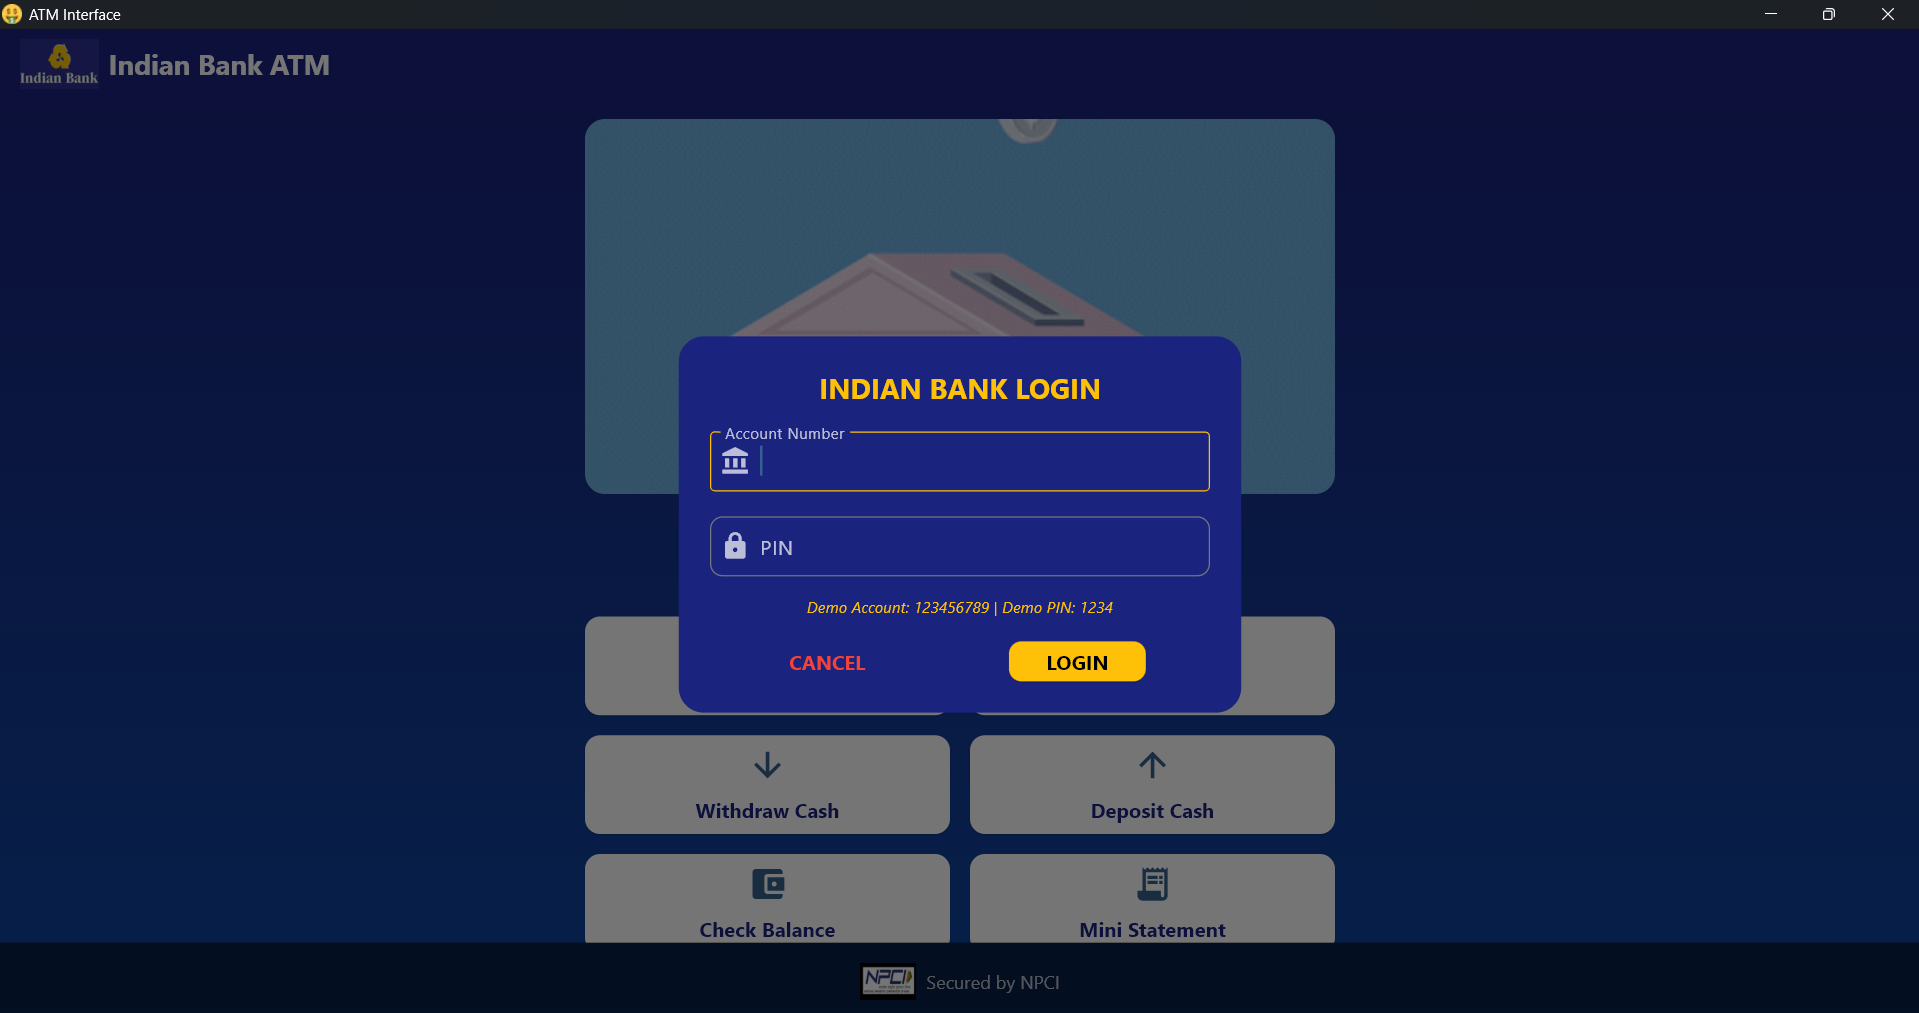 ATM Interface
Indian Bank
Indian Bank ATM
INDIAN BANK LOGIN
Account Number
PIN
Demo Account: 123456789 | Demo PIN: 1234
CANCEL
LOGIN
Withdraw Cash
Deposit Cash
Check Balance
Mini Statement
NPCI
Secured by NPCI